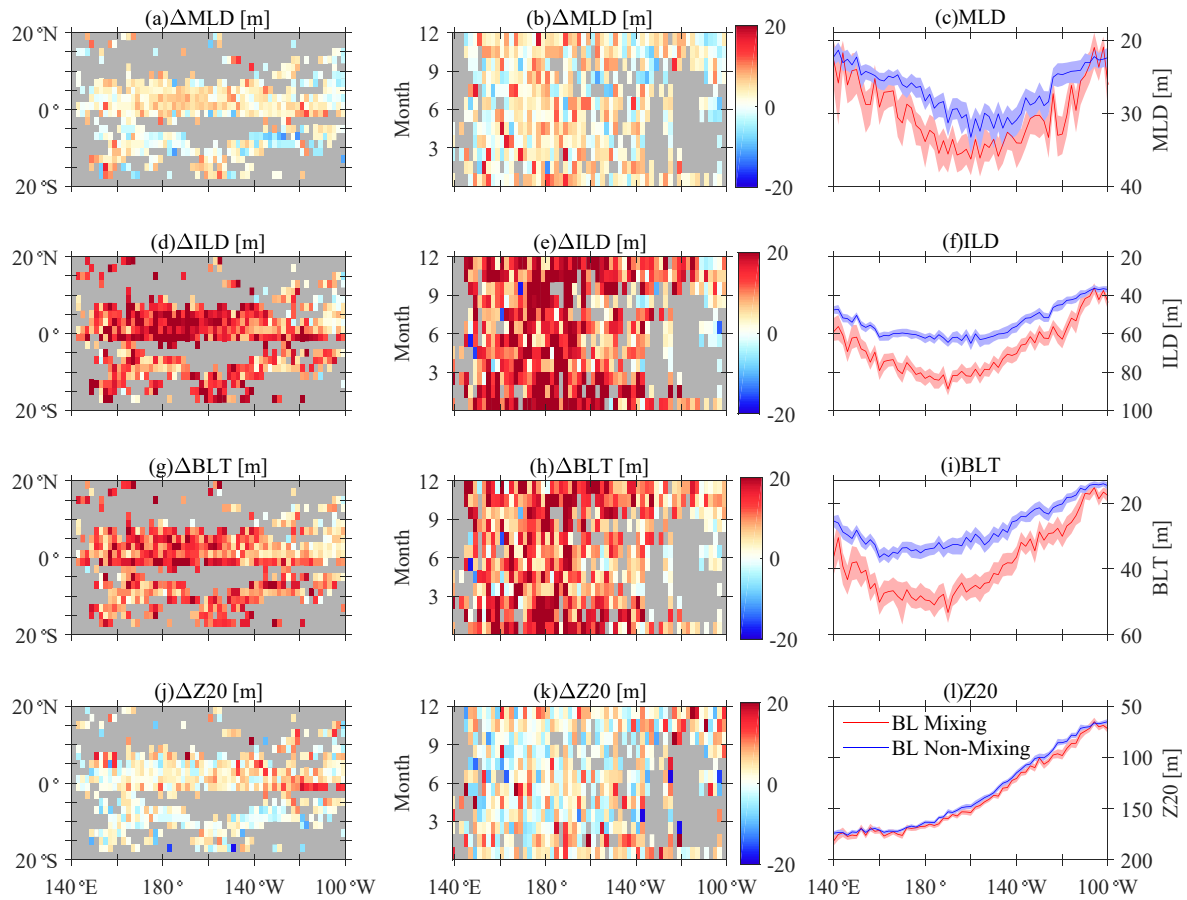 (a)ΔMLD [m]
(b)ΔMLD [m]
(c)MLD
20°N
0°
20°S
Month
12
9
6
3
20
0
-20
20
30
40
MLD [m]
(d)ΔILD [m]
(e)ΔILD [m]
(f)ILD
20°N
0°
20°S
Month
12
9
6
3
20
0
-20
20
40
60
80
100
ILD [m]
(g)ΔBLT [m]
(h)ΔBLT [m]
(i)BLT
20°N
0°
20°S
Month
12
9
6
3
20
0
-20
20
40
60
BLT [m]
(j)ΔZ20 [m]
(k)ΔZ20 [m]
(l)Z20
20°N
0°
20°S
Month
12
9
6
3
20
0
-20
BL Mixing
BL Non-Mixing
50
100
150
200
Z20 [m]
140°E 180° 140°W 100°W
140°E 180° 140°W 100°W
140°E 180° 140°W 100°W